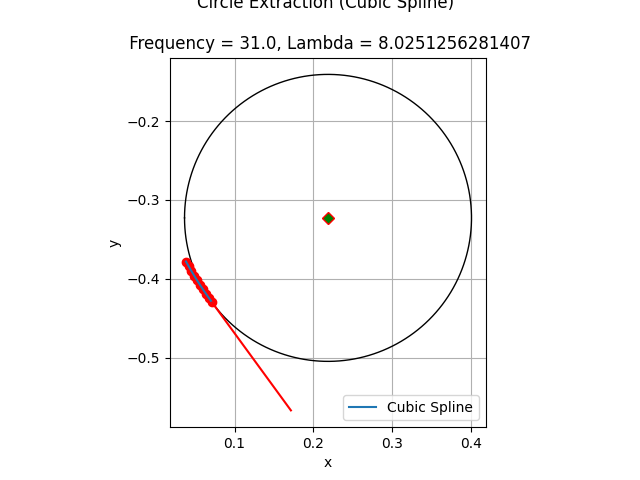 Circle Extraction (Cubic Spline)
Frequency = 31.0, Lambda = 8.0251256281407
y
−0.2
−0.3
−0.4
−0.5
Cubic Spline
0.1 0.2 0.3 0.4
x